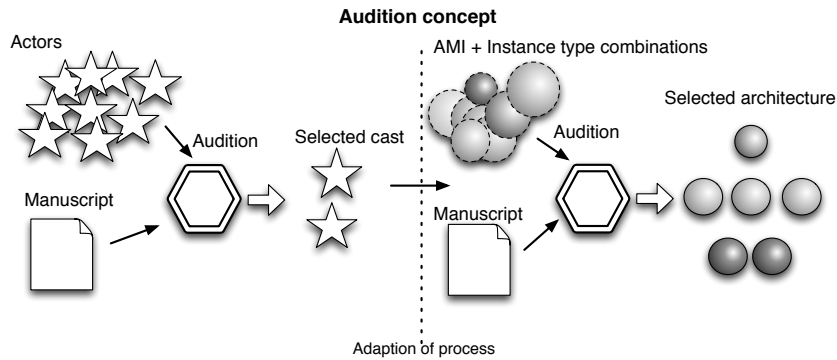 Audition concept
Actors
Audition
Manuscript
Selected cast
AMI + Instance type combinations
Audition
Manuscript
Selected architecture
Adaption of process